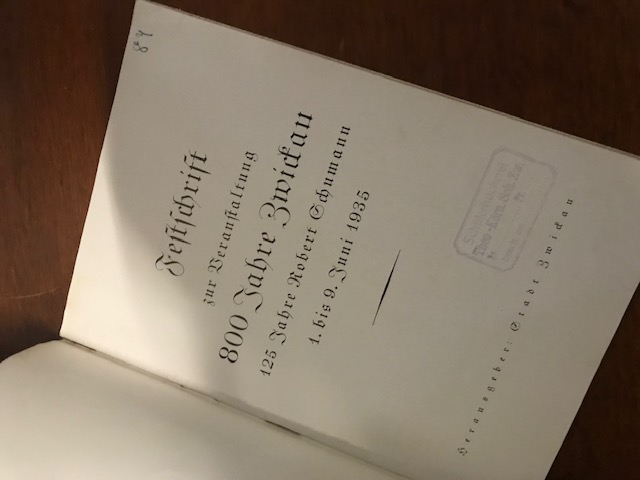 Festschrift
zur Veranstaltung
800 Jahre Zwickau
125 Jahre Robert Schumann
1. bis 9. Juni 1935
Herausgeber: Stadt Zwickau